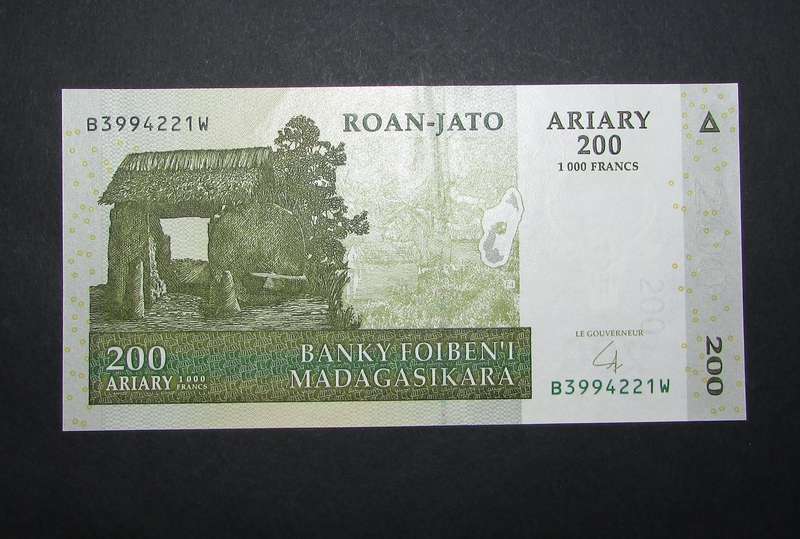 B3994221W
ROAN-JATO
ARIARY
200
1 000 FRANCS
LE GOUVERNEUR
B3994221W
200
200
ARIARY 1 000 FRANCS
BANKY FOIBEN'I
MADAGASIKARA